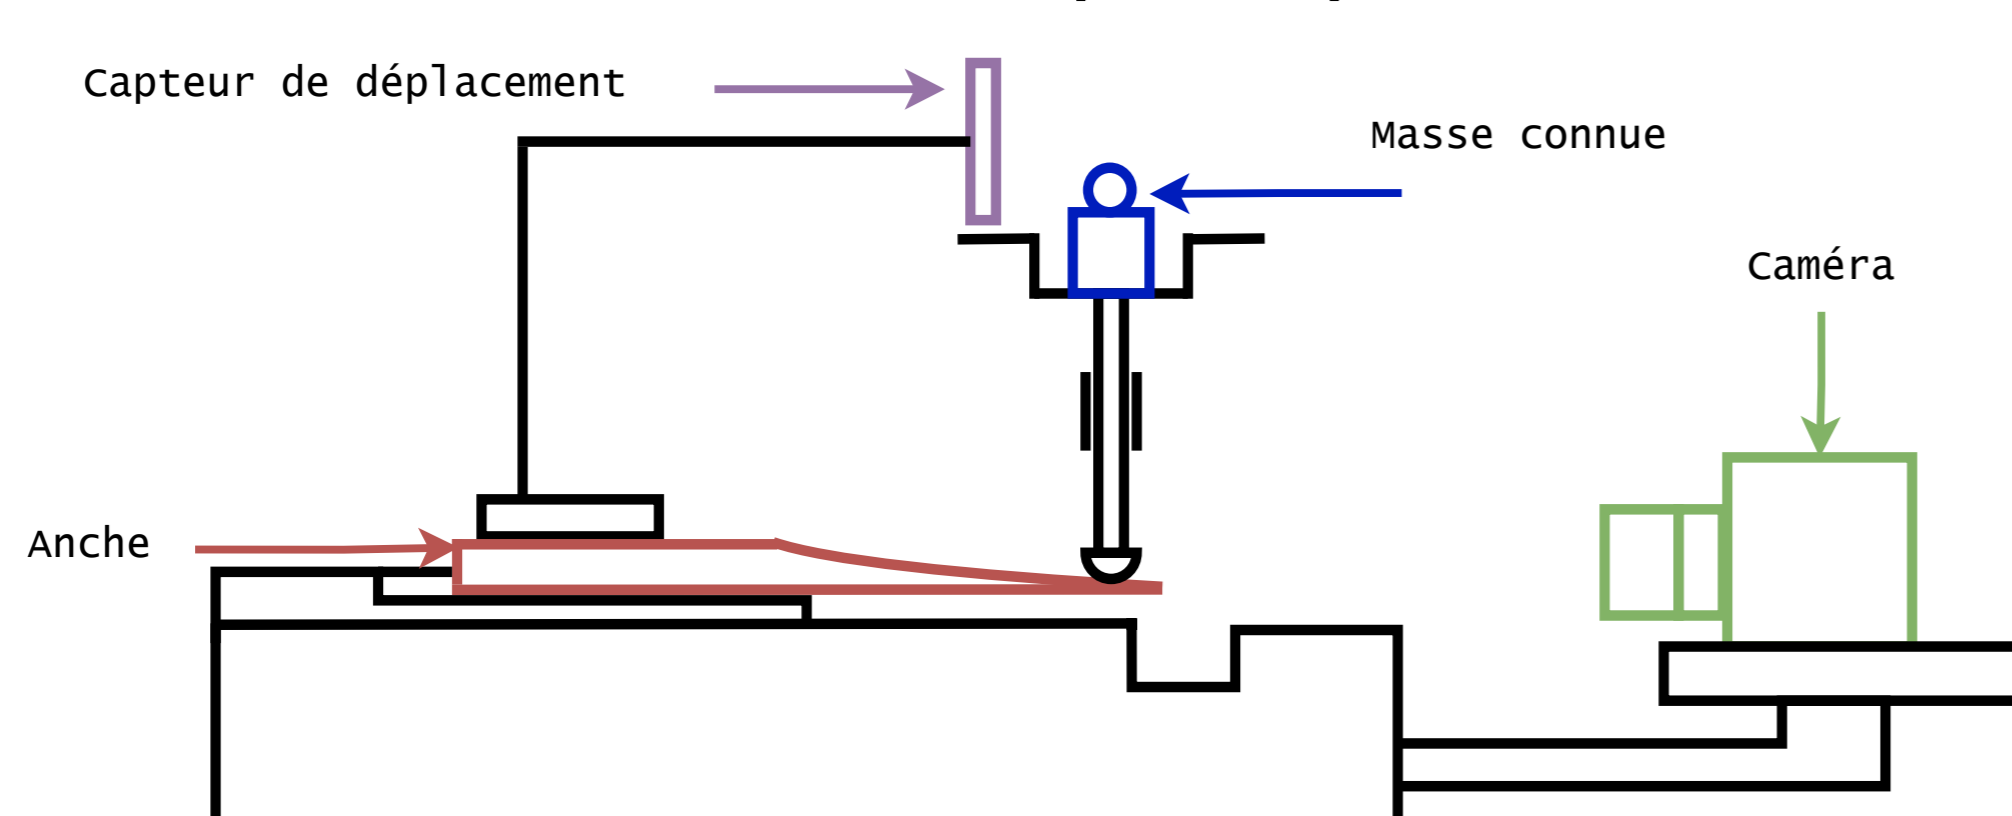 Capteur de déplacement
Masse connue
Caméra
Anche